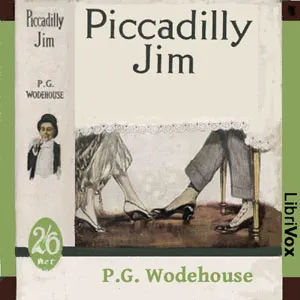 Piccadilly
Jim
P. G.
WODEHOUSE
2/6
Net
Piccadilly
Jim
P.G. Wodehouse
LibriVox